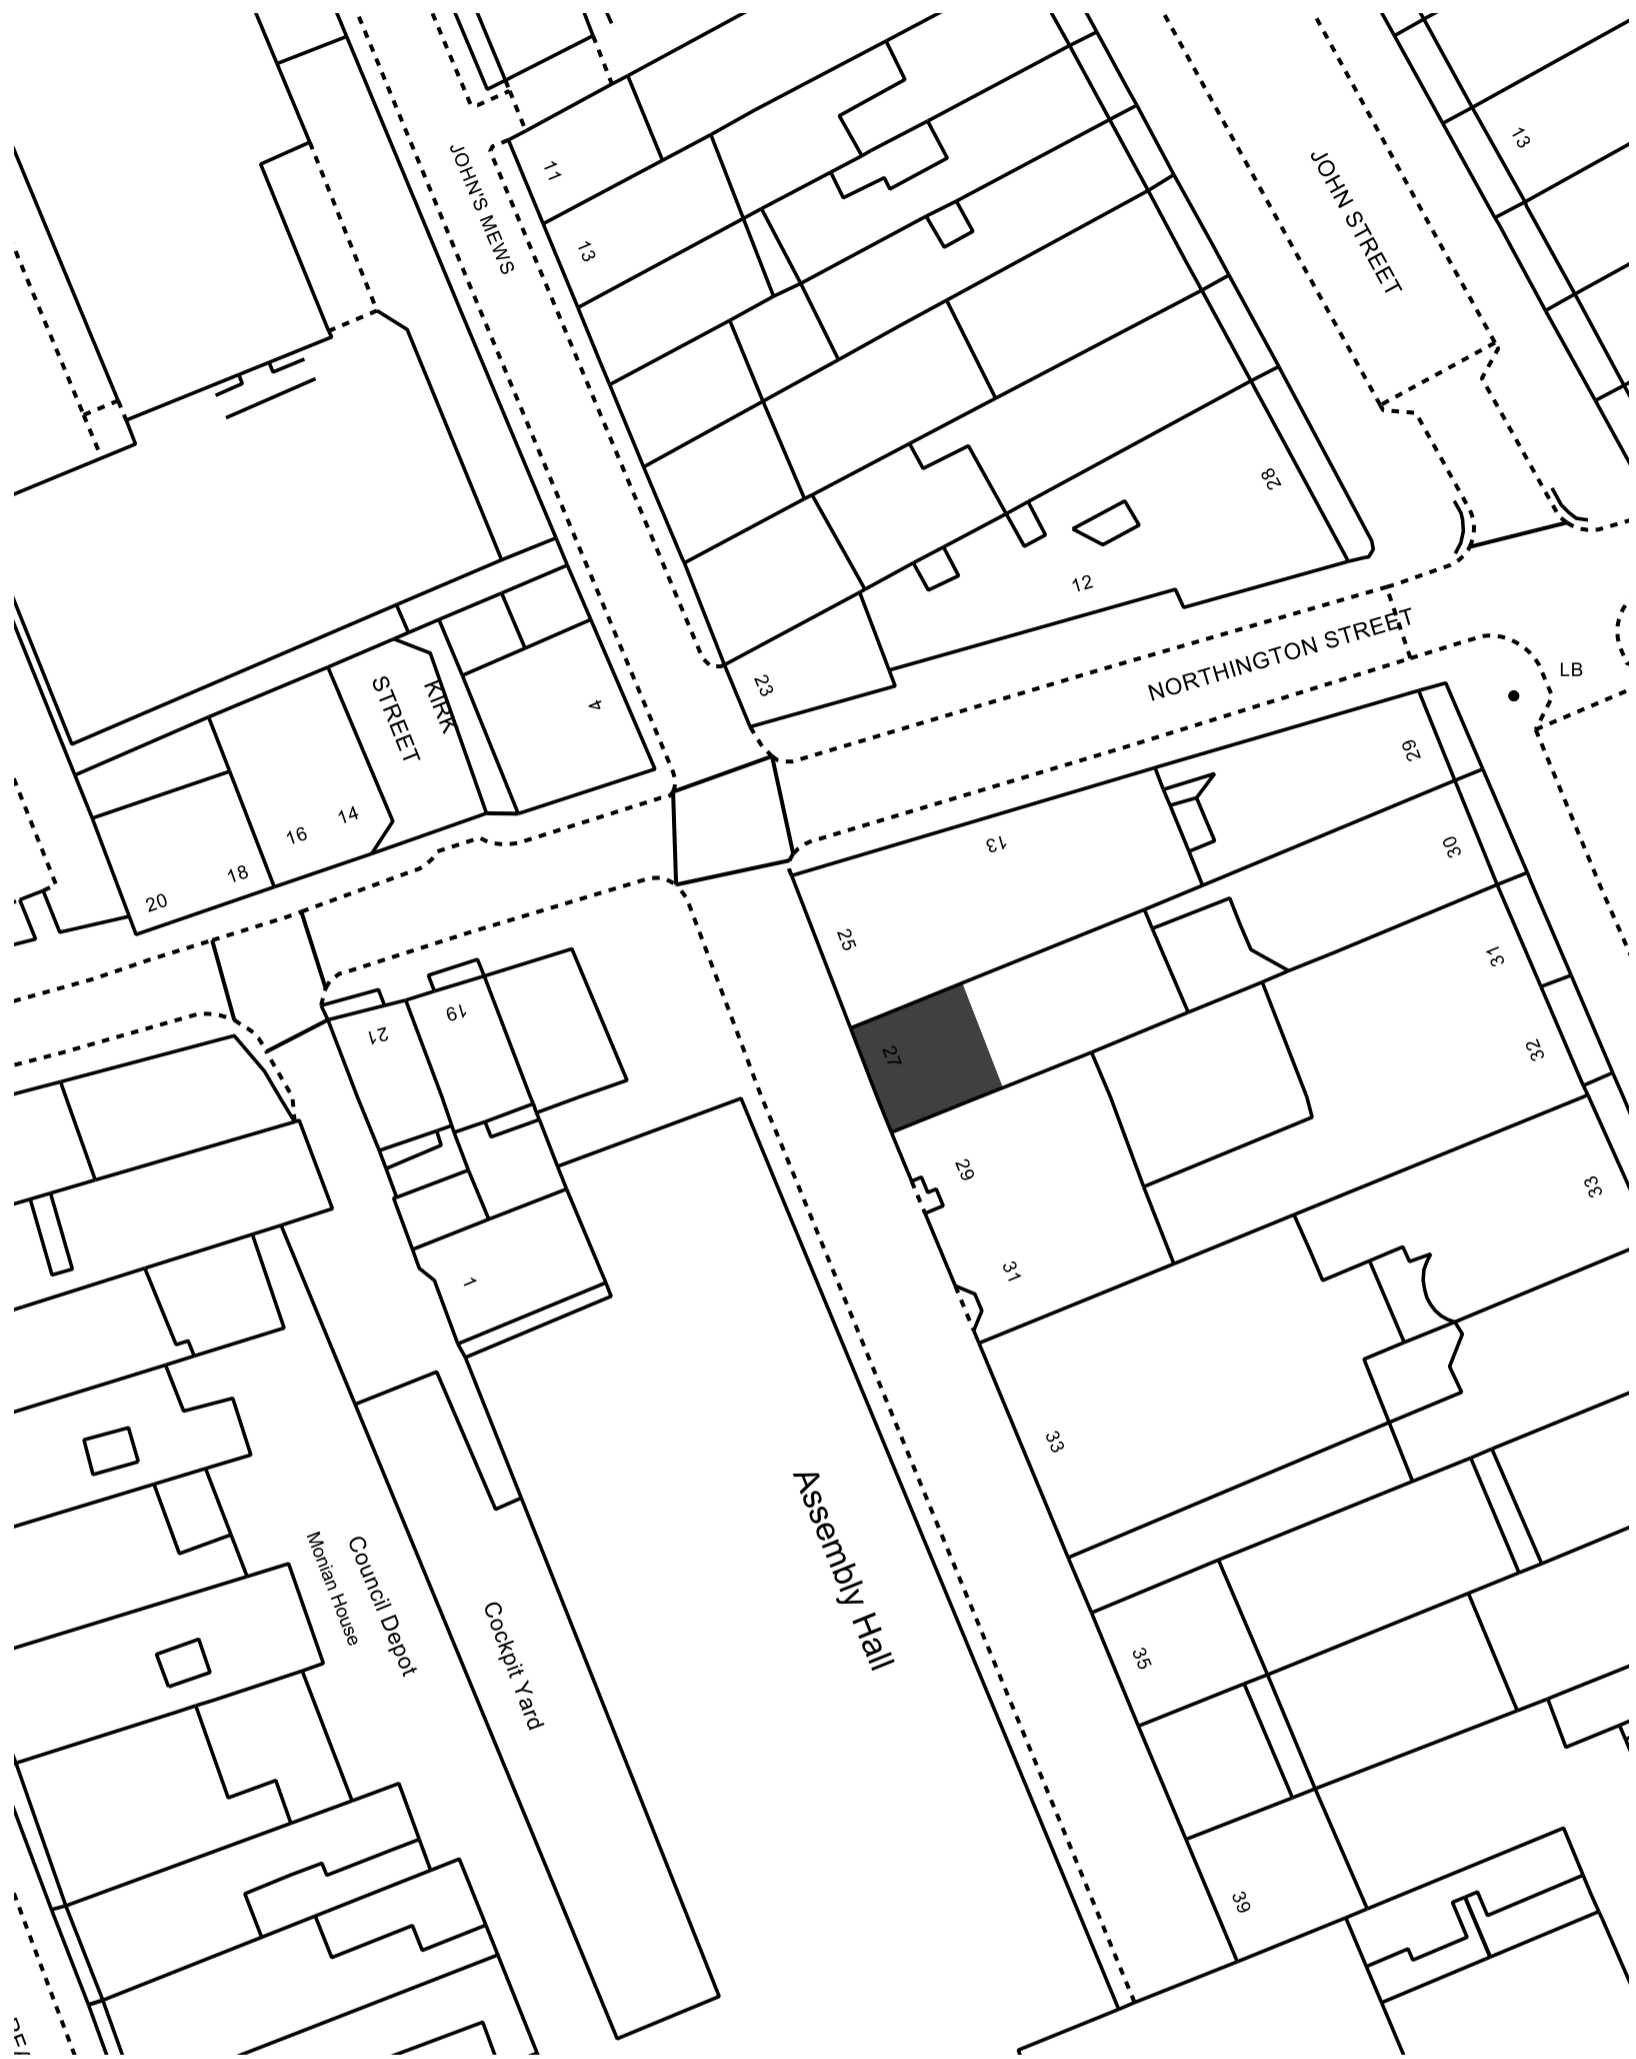 11
13
JOHN'S MEWS
13
JOHN STREET
28
12
NORTHINGTON STREET
LB
23
4
KIRK
STREET
14
16
18
20
29
13
30
25
31
19
21
27
32
29
33
31
1
33
Assembly Hall
Council Depot
Monian House
Cockpit Yard
35
39